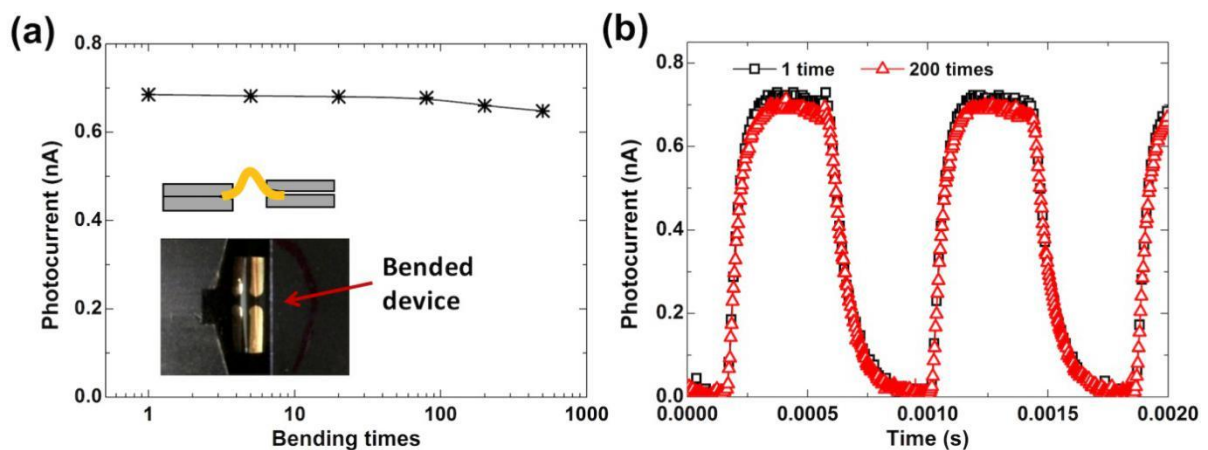 (a)
0.8
0.6
0.4
0.2
0.0
Photocurrent (nA)
1 10 100 1000
Bending times
Bended
device
(b)
0.8
0.6
0.4
0.2
0.0
Photocurrent (nA)
1 time 200 times
0.0000 0.0005 0.0010 0.0015 0.0020
Time (s)